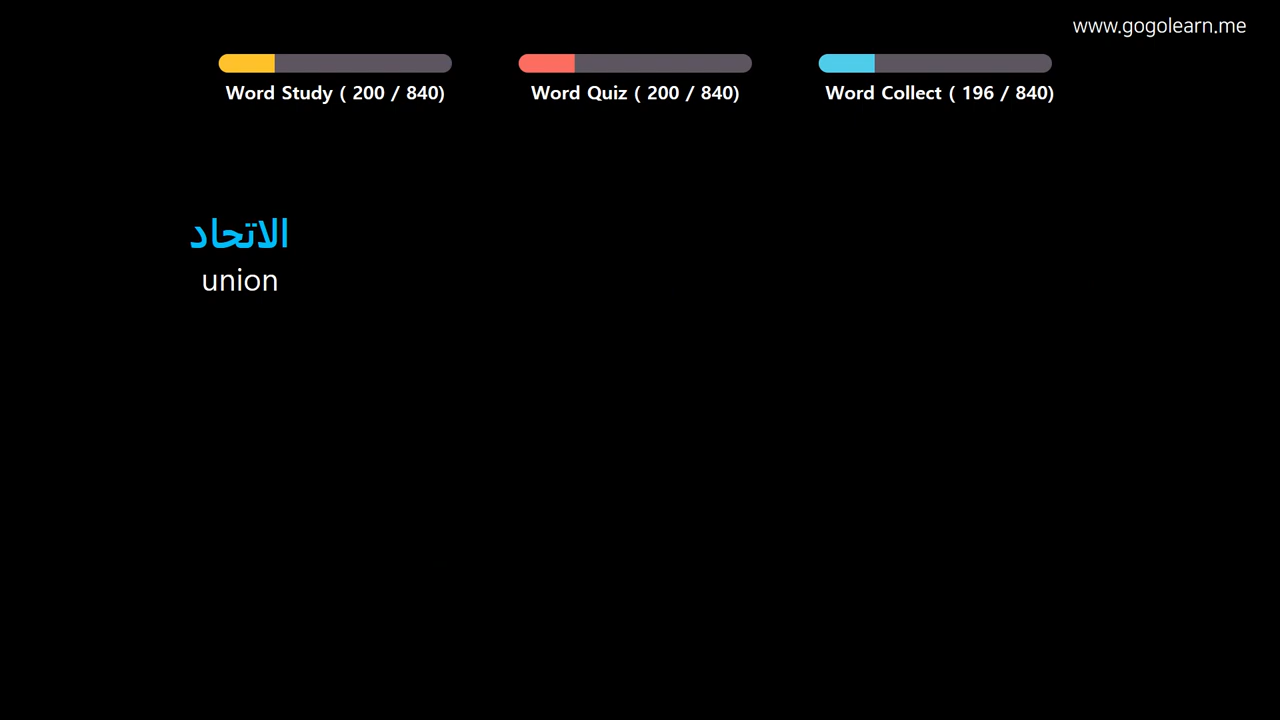 www.gogolearn.me
Word Study ( 200 / 840)
Word Quiz ( 200 / 840)
Word Collect ( 196 / 840)
الاتحاد
union